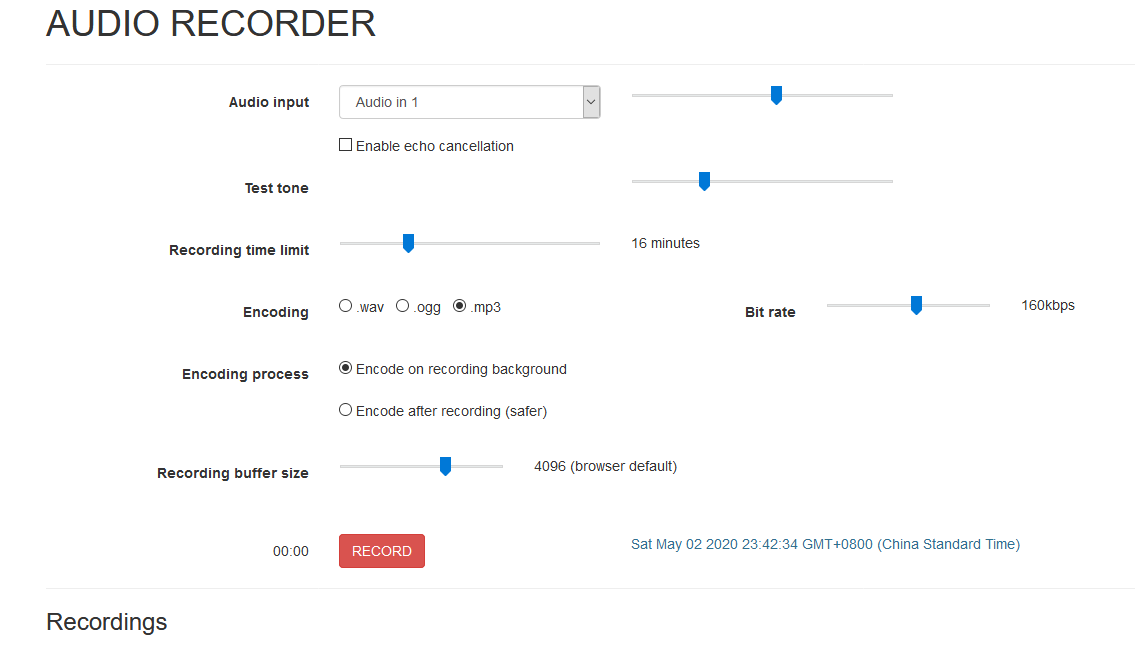 AUDIO RECORDER
Audio input Audio in 1
Enable echo cancellation
Test tone
Recording time limit 16 minutes
Encoding .wav .ogg .mp3 Bit rate 160kbps
Encoding process Encode on recording background
Encode after recording (safer)
Recording buffer size 4096 (browser default)
00:00 RECORD Sat May 02 2020 23:42:34 GMT+0800 (China Standard Time)
Recordings